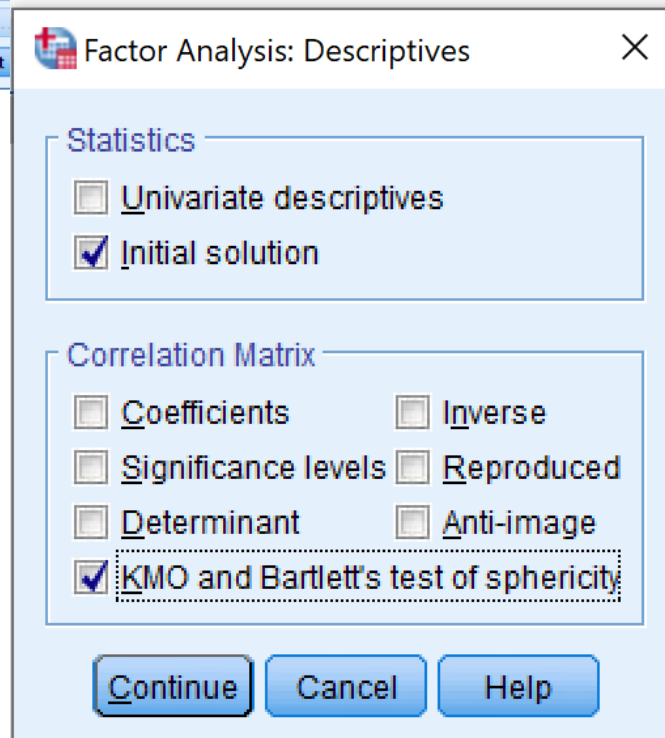 Factor Analysis: Descriptives
Statistics
Univariate descriptives
Initial solution
Correlation Matrix
Coefficients Inverse
Significance levels Reproduced
Determinant Anti-image
KMO and Bartlett's test of sphericity
Continue Cancel Help